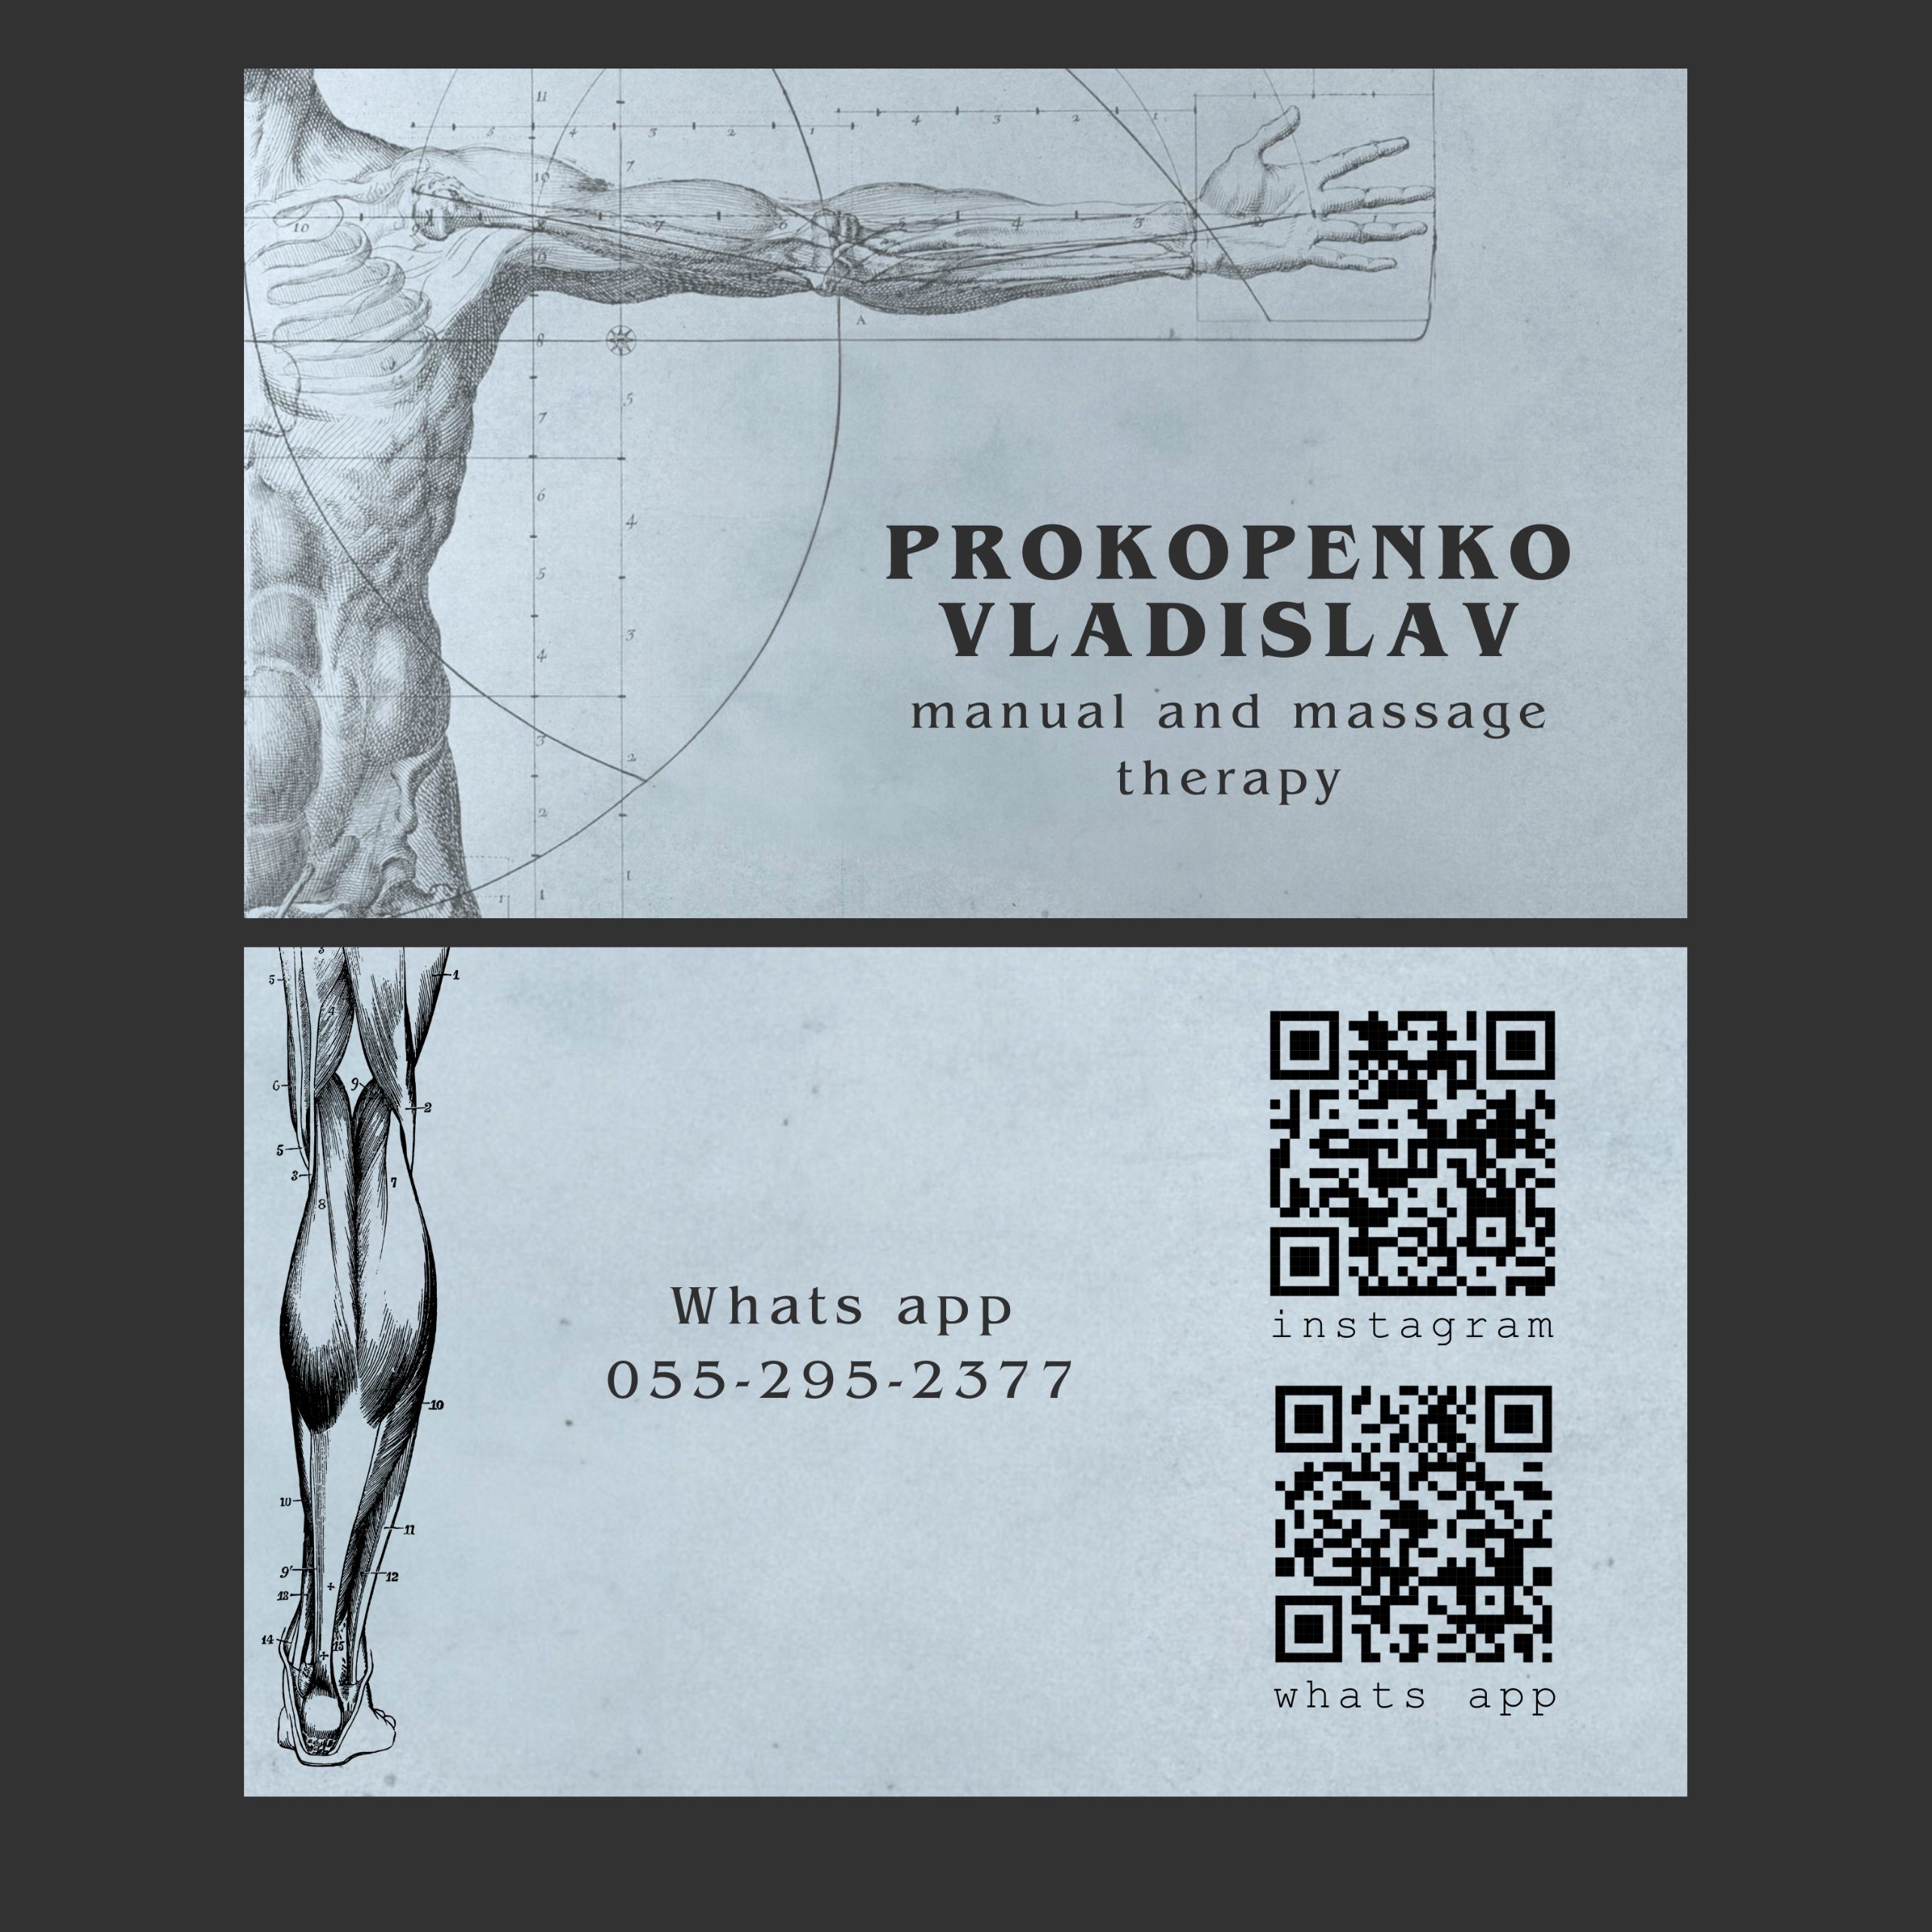 PROKOPENKO
VLADISLAV
manual and massage
therapy
Whats app
055-295-2377
instagram
whats app